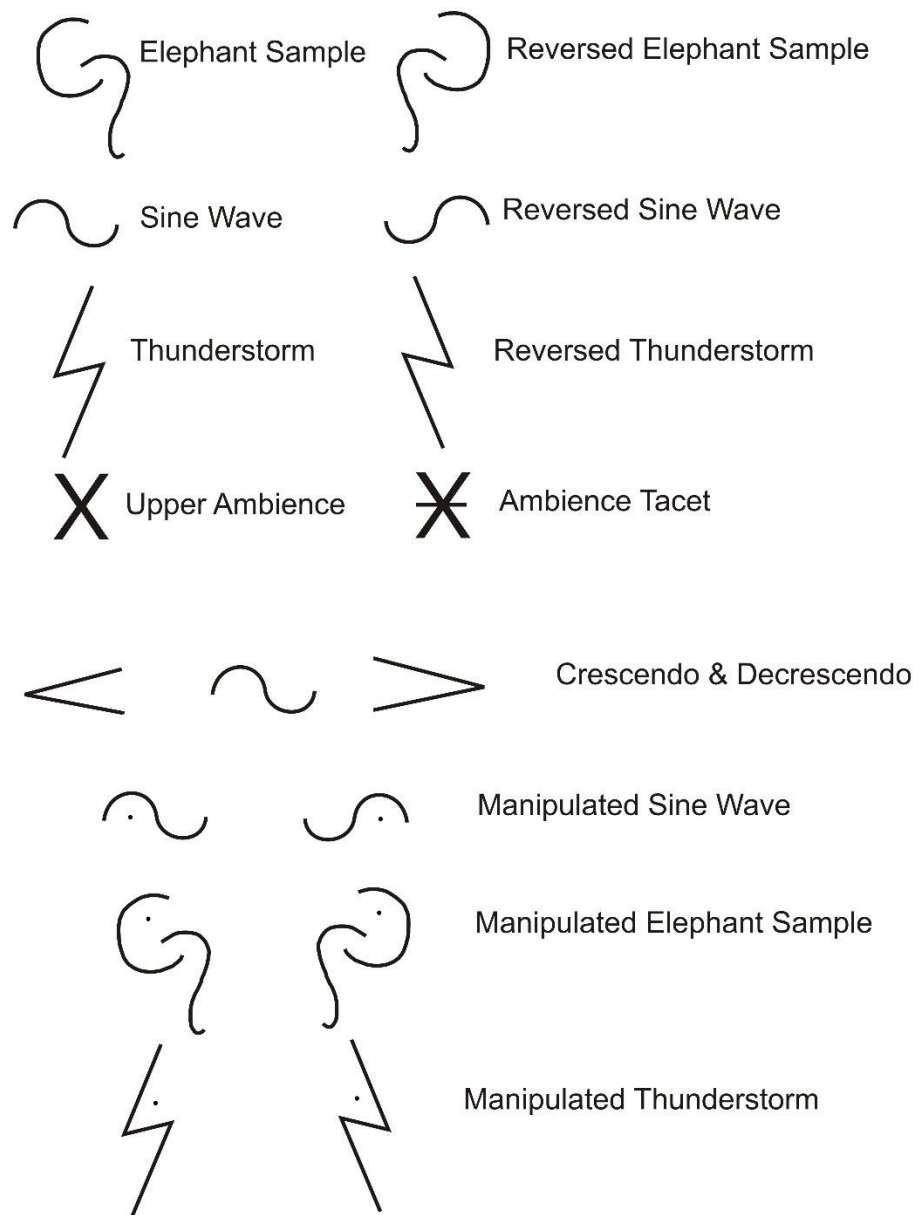 Elephant Sample
Reversed Elephant Sample
Sine Wave
Reversed Sine Wave
Thunderstorm
Reversed Thunderstorm
Upper Ambience
Ambience Tacet
Crescendo & Decrescendo
Manipulated Sine Wave
Manipulated Elephant Sample
Manipulated Thunderstorm